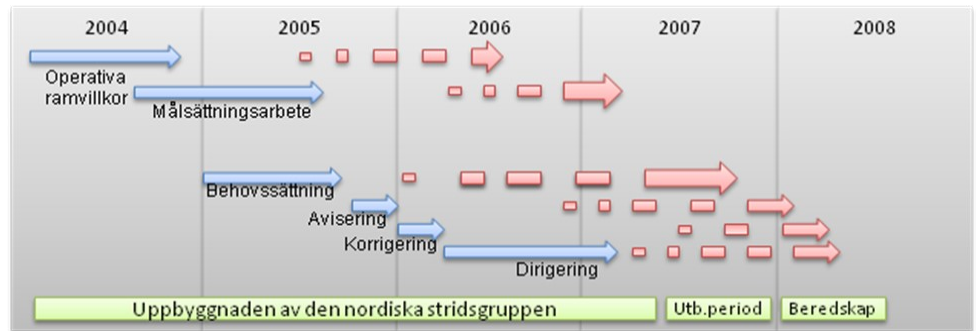 2004 2005 2006 2007 2008
Operativa
ramvillkor
Målsättningsarbete
Behovssättning
Avisering
Korrigering
Dirigering
Uppbyggnaden av den nordiska stridsgruppen Utb.period Beredskap